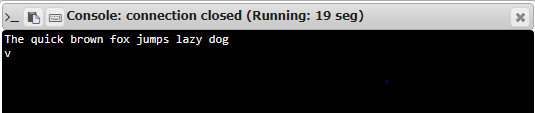 >_ Console: connection closed (Running: 19 seg)
The quick brown fox jumps lazy dog
v